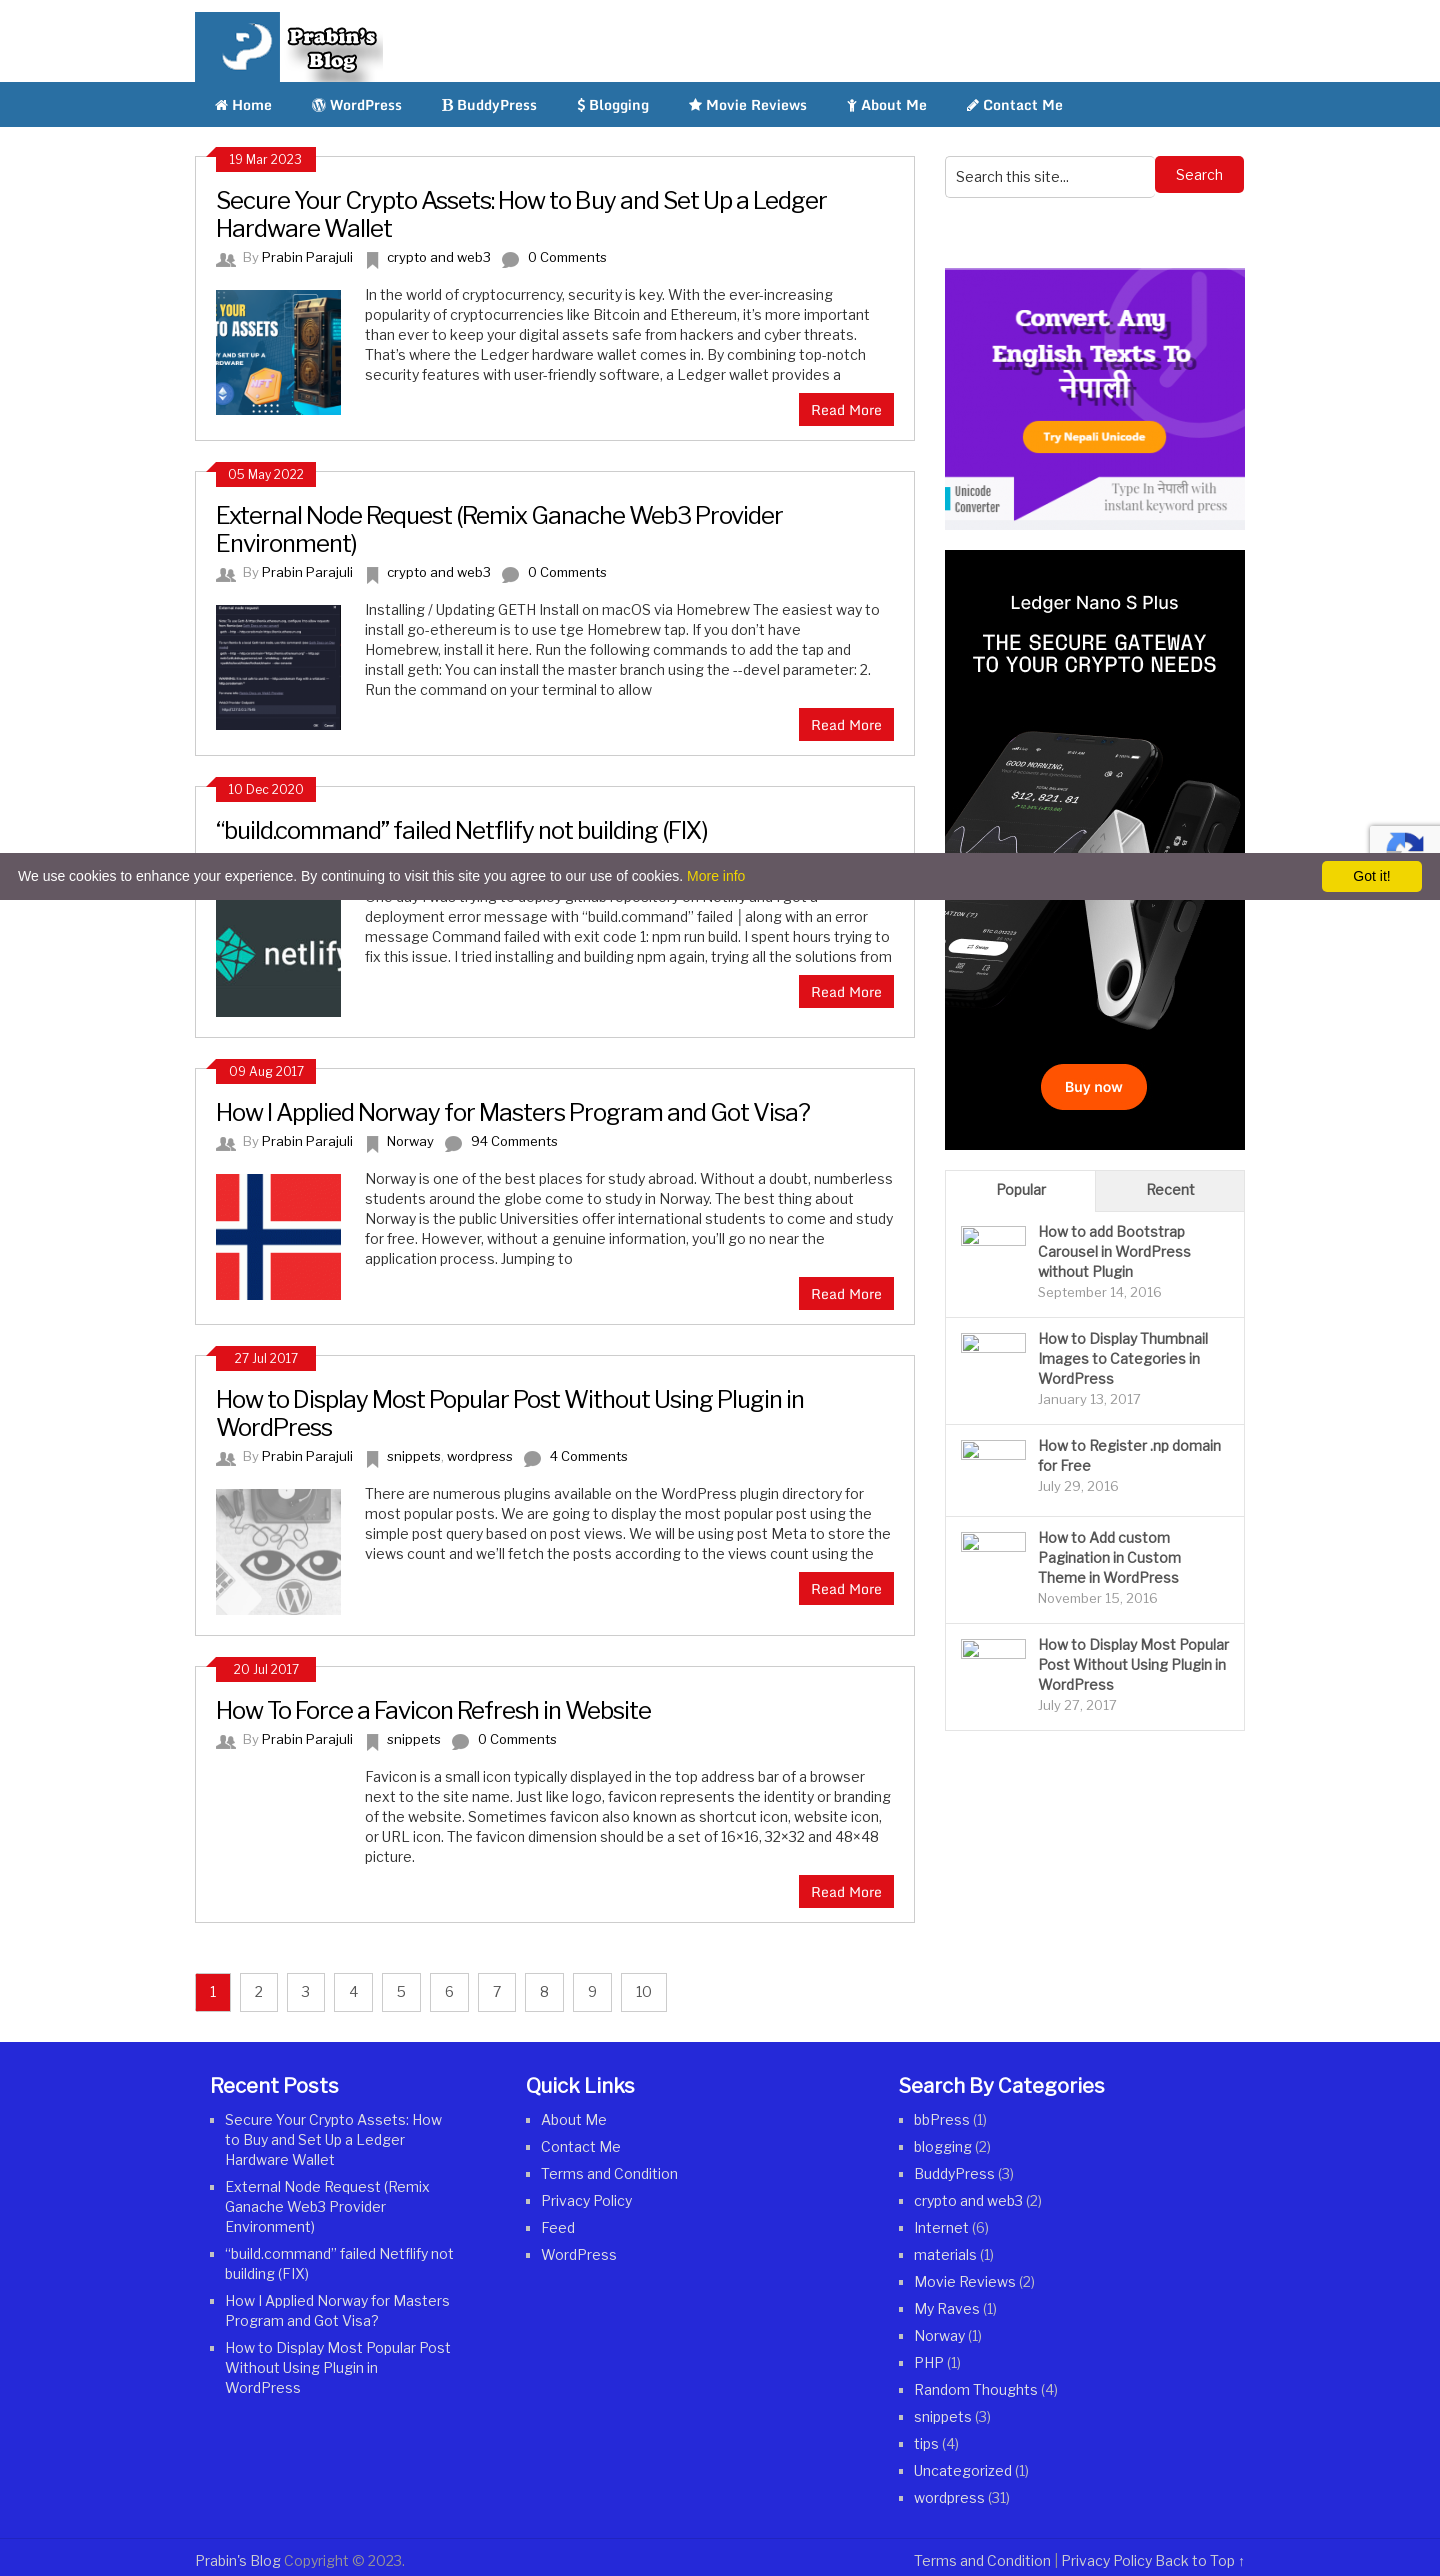 Prabin's
Blog
Home
WordPress
BuddyPress
Blogging
Movie Reviews
About Me
Contact Me
19 Mar 2023
Secure Your Crypto Assets: How to Buy and Set Up a Ledger
Hardware Wallet
By Prabin Parajuli
crypto and web3
0 Comments
In the world of cryptocurrency, security is key. With the ever-increasing
popularity of cryptocurrencies like Bitcoin and Ethereum, it’s more important
than ever to keep your digital assets safe from hackers and cyber threats.
That’s where the Ledger hardware wallet comes in. By combining top-notch
security features with user-friendly software, a Ledger wallet provides a
Read More
05 May 2022
External Node Request (Remix Ganache Web3 Provider
Environment)
By Prabin Parajuli
crypto and web3
0 Comments
Installing / Updating GETH Install on macOS via Homebrew The easiest way to
install go-ethereum is to use tge Homebrew tap. If you don’t have
Homebrew, install it here. Run the following commands to add the tap and
install geth: You can install the master branch using the --devel parameter: 2.
Run the command on your terminal to allow
Read More
10 Dec 2020
“build.command” failed Netflify not building (FIX)
netlify
deployment error message with “build.command” failed │along with an error
message Command failed with exit code 1: npm run build. I spent hours trying to
fix this issue. I tried installing and building npm again, trying all the solutions from
Read More
09 Aug 2017
How I Applied Norway for Masters Program and Got Visa?
By Prabin Parajuli
Norway
94 Comments
Norway is one of the best places for study abroad. Without a doubt, numberless
students around the globe come to study in Norway. The best thing about
Norway is the public Universities offer international students to come and study
for free. However, without a genuine information, you’ll go no near the
application process. Jumping to
Read More
27 Jul 2017
How to Display Most Popular Post Without Using Plugin in
WordPress
By Prabin Parajuli
snippets, wordpress
4 Comments
There are numerous plugins available on the WordPress plugin directory for
most popular posts. We are going to display the most popular post using the
simple post query based on post views. We will be using post Meta to store the
views count and we’ll fetch the posts according to the views count using the
Read More
20 Jul 2017
How To Force a Favicon Refresh in Website
By Prabin Parajuli
snippets
0 Comments
Favicon is a small icon typically displayed in the top address bar of a browser
next to the site name. Just like logo, favicon represents the identity or branding
of the website. Sometimes favicon also known as shortcut icon, website icon,
or URL icon. The favicon dimension should be a set of 16×16, 32×32 and 48×48
picture.
Read More
1 2 3 4 5 6 7 8 9 10
Search this site...
Search
Convert Any
English Texts To
नेपाली
Try Nepali Unicode
Unicode
Converter
Type In नेपाली with
instant keyword press
Ledger Nano S Plus
THE SECURE GATEWAY
TO YOUR CRYPTO NEEDS
GOOD MORNING,
$12,821.81
Swap
Buy now
Popular
Recent
How to add Bootstrap
Carousel in WordPress
without Plugin
September 14, 2016
How to Display Thumbnail
Images to Categories in
WordPress
January 13, 2017
How to Register .np domain
for Free
July 29, 2016
How to Add custom
Pagination in Custom
Theme in WordPress
November 15, 2016
How to Display Most Popular
Post Without Using Plugin in
WordPress
July 27, 2017
We use cookies to enhance your experience. By continuing to visit this site you agree to our use of cookies. More info
Got it!
Recent Posts
Secure Your Crypto Assets: How
to Buy and Set Up a Ledger
Hardware Wallet
External Node Request (Remix
Ganache Web3 Provider
Environment)
“build.command” failed Netflify not
building (FIX)
How I Applied Norway for Masters
Program and Got Visa?
How to Display Most Popular Post
Without Using Plugin in
WordPress
Quick Links
About Me
Contact Me
Terms and Condition
Privacy Policy
Feed
WordPress
Search By Categories
bbPress (1)
blogging (2)
BuddyPress (3)
crypto and web3 (2)
Internet (6)
materials (1)
Movie Reviews (2)
My Raves (1)
Norway (1)
PHP (1)
Random Thoughts (4)
snippets (3)
tips (4)
Uncategorized (1)
wordpress (31)
Prabin's Blog Copyright © 2023.
Terms and Condition | Privacy Policy Back to Top ↑